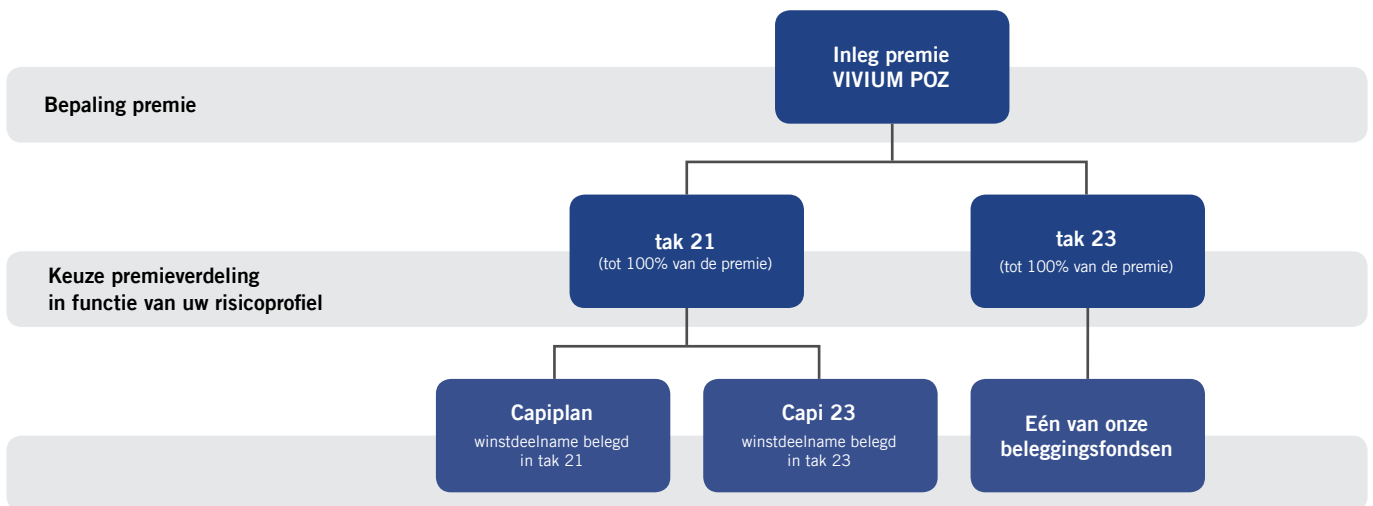 Inleg premie
VIVIUM POZ
Bepaling premie
tak 21
(tot 100% van de premie)
tak 23
(tot 100% van de premie)
Keuze premieverdeling
in functie van uw risicoprofiel
Capiplan
winstdeelname belegd
in tak 21
Capi 23
winstdeelname belegd
in tak 23
Eén van onze
beleggingsfondsen